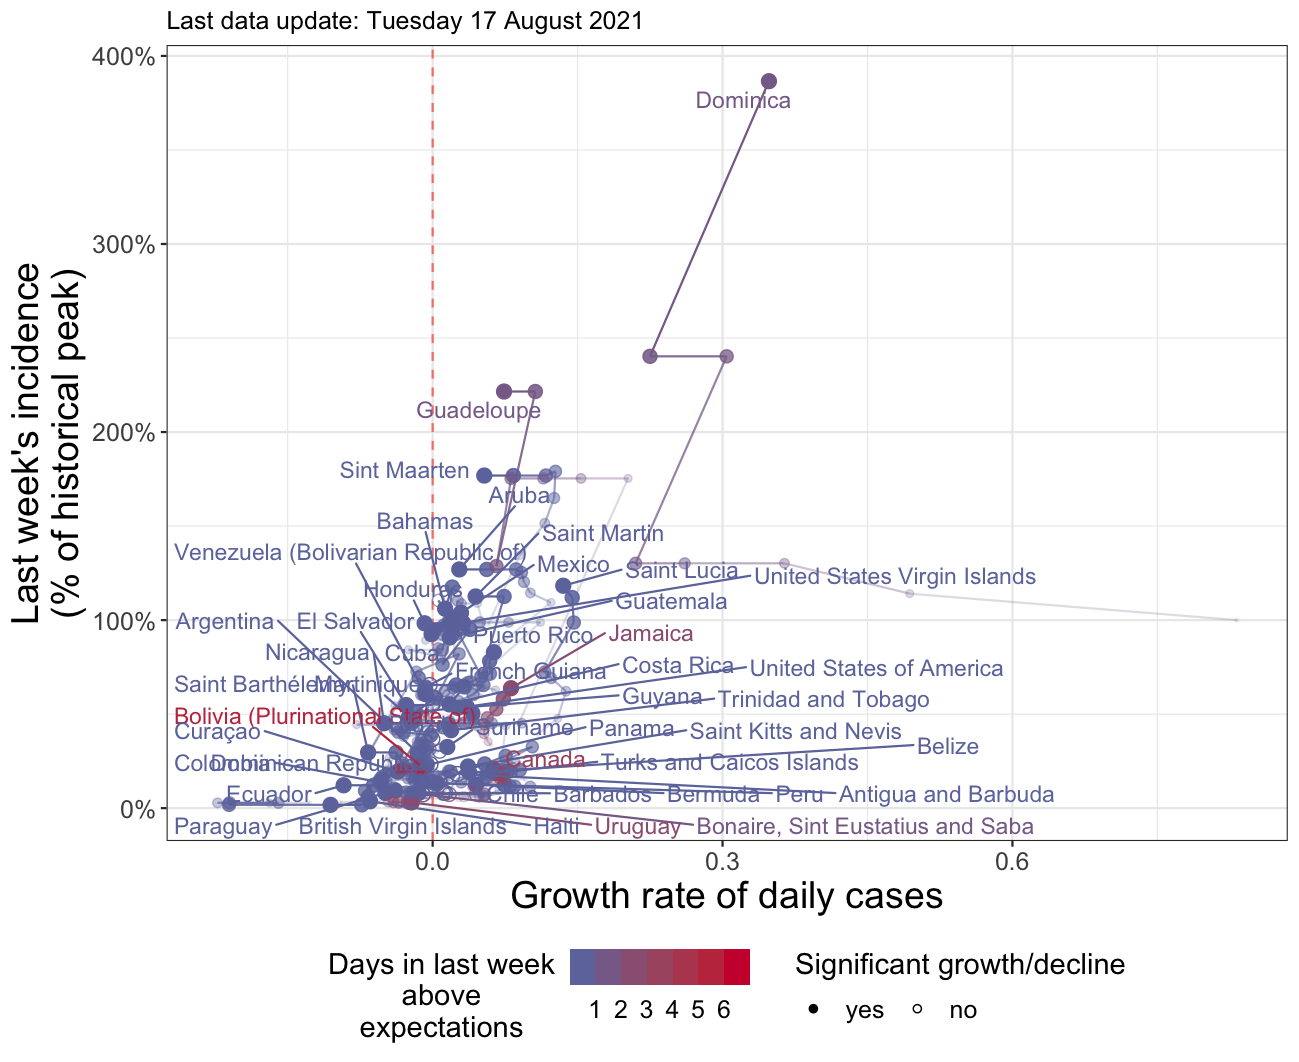 Last data update: Tuesday 17 August 2021
Last week's incidence
(% of historical peak)
400%
300%
200%
100%
0%
Dominica
Guadeloupe
Sint Maarten
Aruba
Bahamas
Saint Martin
Venezuela (Bolivarian Republic of)
Mexico
Saint Lucia
United States Virgin Islands
Honduras
Guatemala
Argentina
El Salvador
Puerto Rico
Jamaica
Nicaragua
Cuba
French Guiana
Costa Rica
United States of America
Saint Barthélemy
Martinique
Guyana
Trinidad and Tobago
Bolivia (Plurinational State of)
Curaçao
Suriname
Panama
Saint Kitts and Nevis
Belize
Colombia
Dominican Republic
Canada
Turks and Caicos Islands
Ecuador
Chile
Barbados
Bermuda
Peru
Antigua and Barbuda
Paraguay
British Virgin Islands
Haiti
Uruguay
Bonaire, Sint Eustatius and Saba
0.0
0.3
0.6
Growth rate of daily cases
Days in last week
above
expectations
1 2 3 4 5 6
Significant growth/decline
yes
no